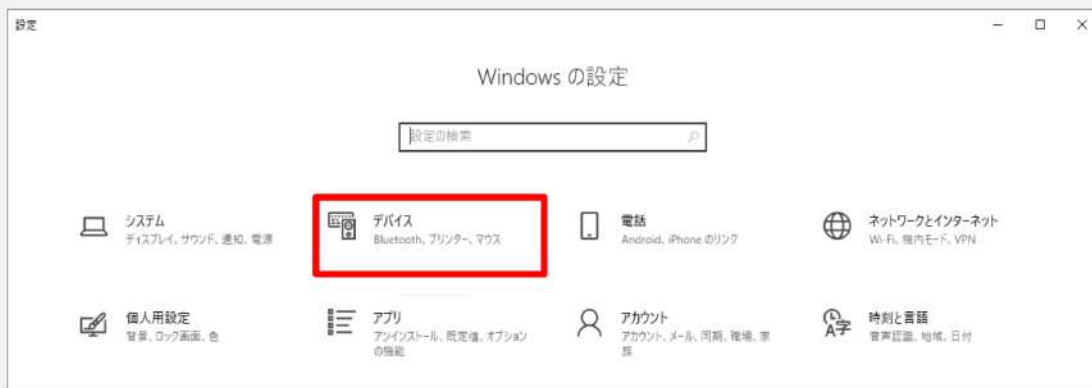 設定
Windows の設定
設定の検索
システム
ディスプレイ、サウンド、通知、電源
デバイス
Bluetooth、プリンター、マウス
電話
Android、iPhone のリンク
ネットワークとインターネット
Wi-Fi、機内モード、VPN
個人用設定
背景、ロック画面、色
アプリ
アンインストール、既定値、オプション
の機能
アカウント
アカウント、メール、同期、職場、家
族
時刻と言語
音声認識、地域、日付